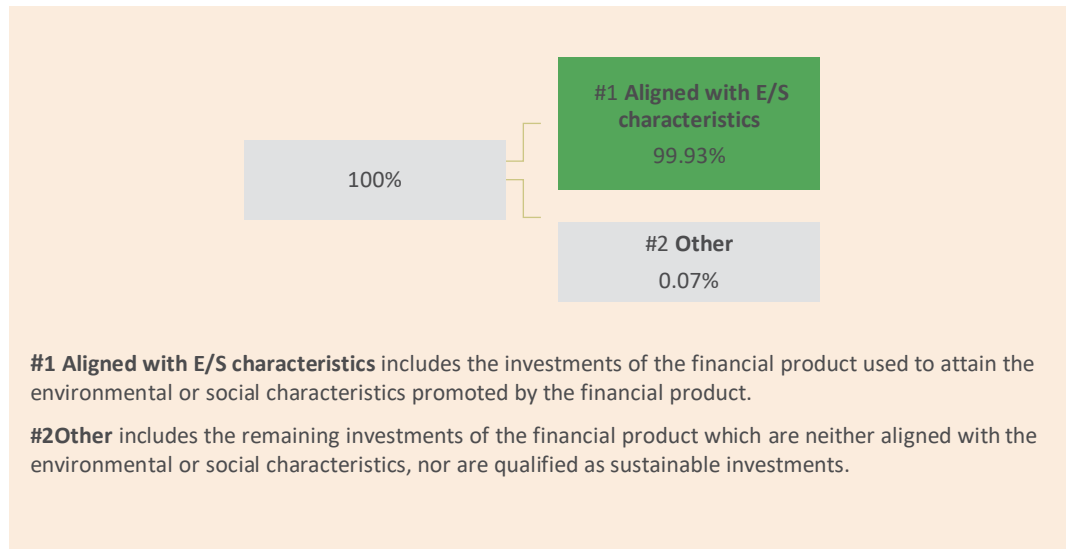 #1 Aligned with E/S
characteristics
99.93%
100%
#2 Other
0.07%
#1 Aligned with E/S characteristics includes the investments of the financial product used to attain the
environmental or social characteristics promoted by the financial product.
#2Other includes the remaining investments of the financial product which are neither aligned with the
environmental or social characteristics, nor are qualified as sustainable investments.